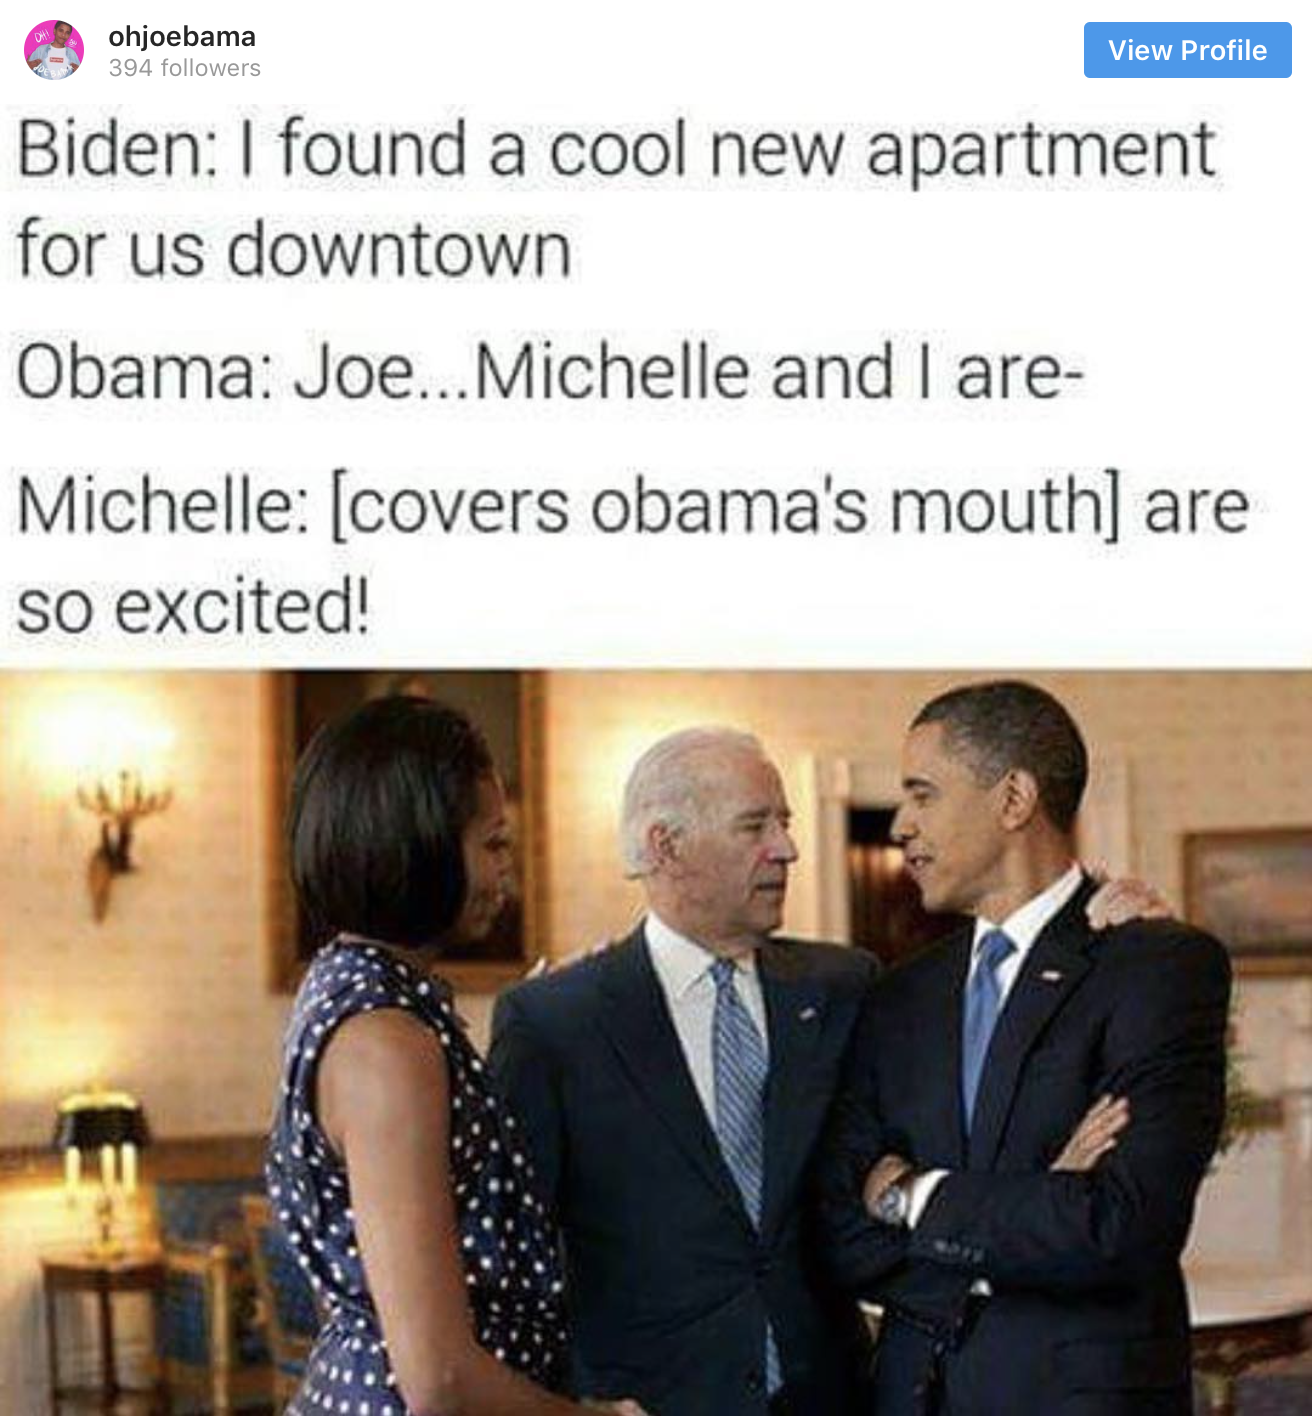 ohjoebama
394 followers
View Profile
Biden: I found a cool new apartment
for us downtown
Obama: Joe...Michelle and I are-
Michelle: [covers obama's mouth] are
so excited!